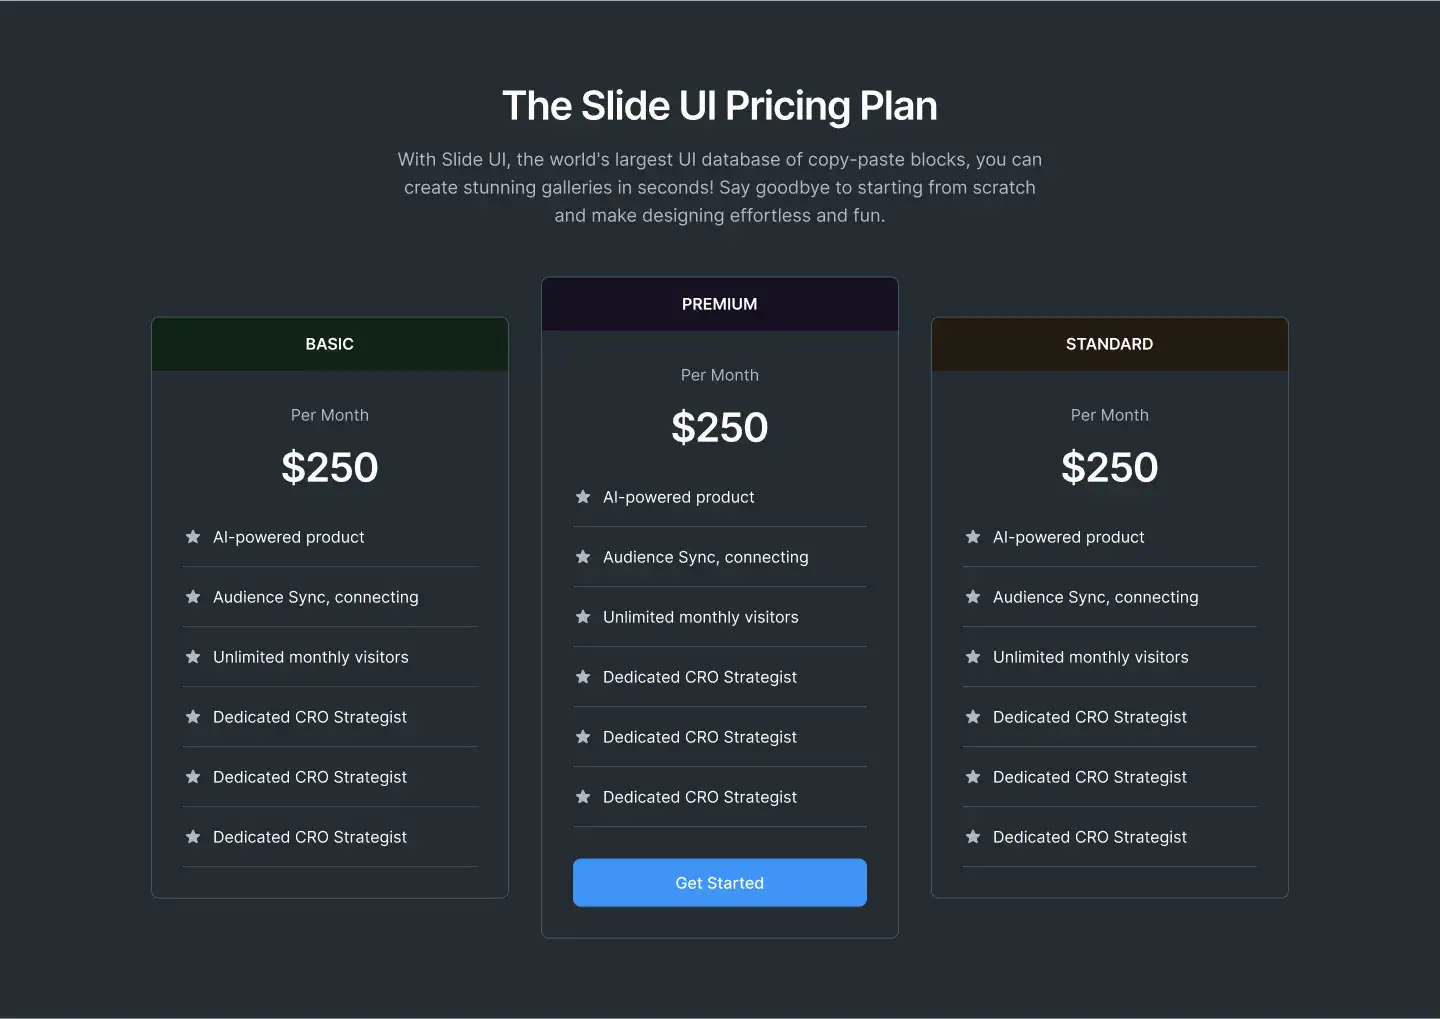 The Slide UI Pricing Plan
With Slide UI, the world's largest UI database of copy-paste blocks, you can
create stunning galleries in seconds! Say goodbye to starting from scratch
and make designing effortless and fun.
BASIC
Per Month
$250
AI-powered product
Audience Sync, connecting
Unlimited monthly visitors
Dedicated CRO Strategist
Dedicated CRO Strategist
Dedicated CRO Strategist
PREMIUM
Per Month
$250
AI-powered product
Audience Sync, connecting
Unlimited monthly visitors
Dedicated CRO Strategist
Dedicated CRO Strategist
Dedicated CRO Strategist
Get Started
STANDARD
Per Month
$250
AI-powered product
Audience Sync, connecting
Unlimited monthly visitors
Dedicated CRO Strategist
Dedicated CRO Strategist
Dedicated CRO Strategist